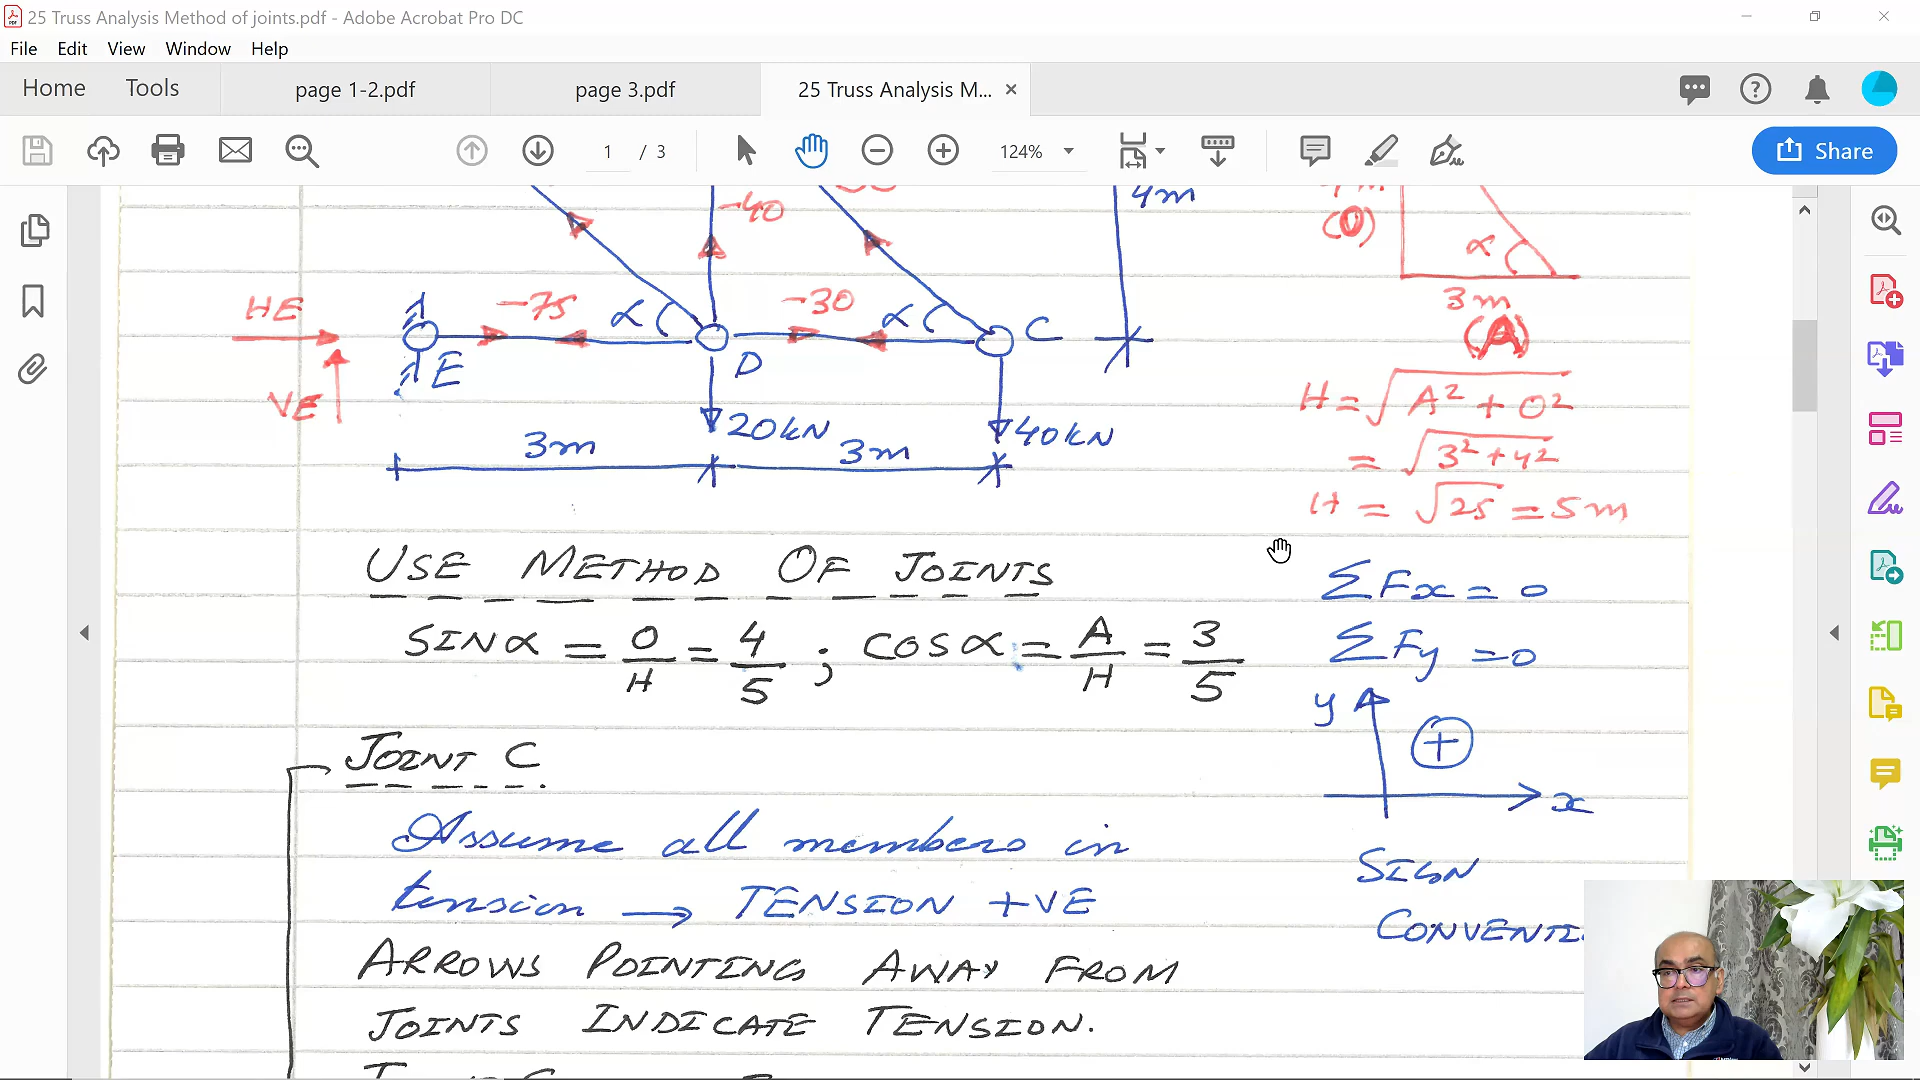 25 Truss Analysis Method of joints.pdf - Adobe Acrobat Pro DC
File Edit View Window Help
Home Tools page 1-2.pdf page 3.pdf 25 Truss Analysis M... ×
1 / 3 124% Share
-40 4m (O)
α
3m
(A)
HE -75 α -30 α C
E D
VE
20kN 40kN
3m 3m
H = √A² + O²
= √3² + 4²
H = √25 = 5m
USE METHOD OF JOINTS
SINα = O/H = 4/5 ; COSα = A/H = 3/5
ΣFx = 0
ΣFy = 0
y
+
x
SIGN
JOINT C
Assume all members in
tension → TENSION +VE
ARROWS POINTING AWAY FROM
JOINTS INDICATE TENSION.